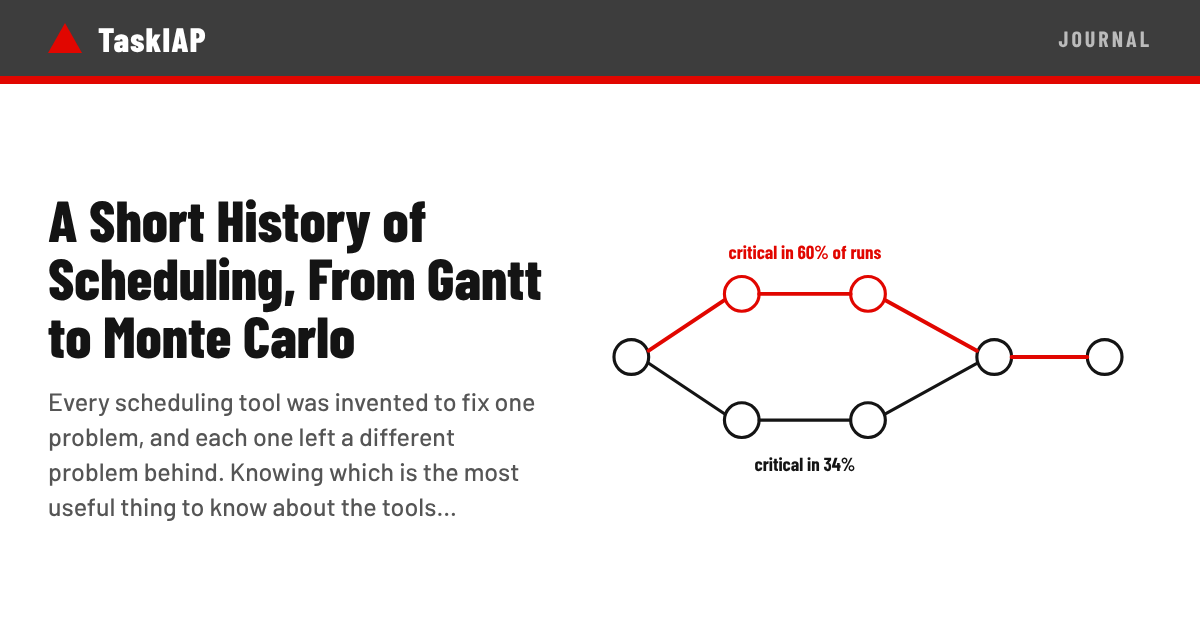 TaskIAP
JOURNAL
A Short History of
Scheduling, From Gantt
to Monte Carlo
Every scheduling tool was invented to fix one
problem, and each one left a different
problem behind. Knowing which is the most
useful thing to know about the tools...
critical in 60% of runs
critical in 34%